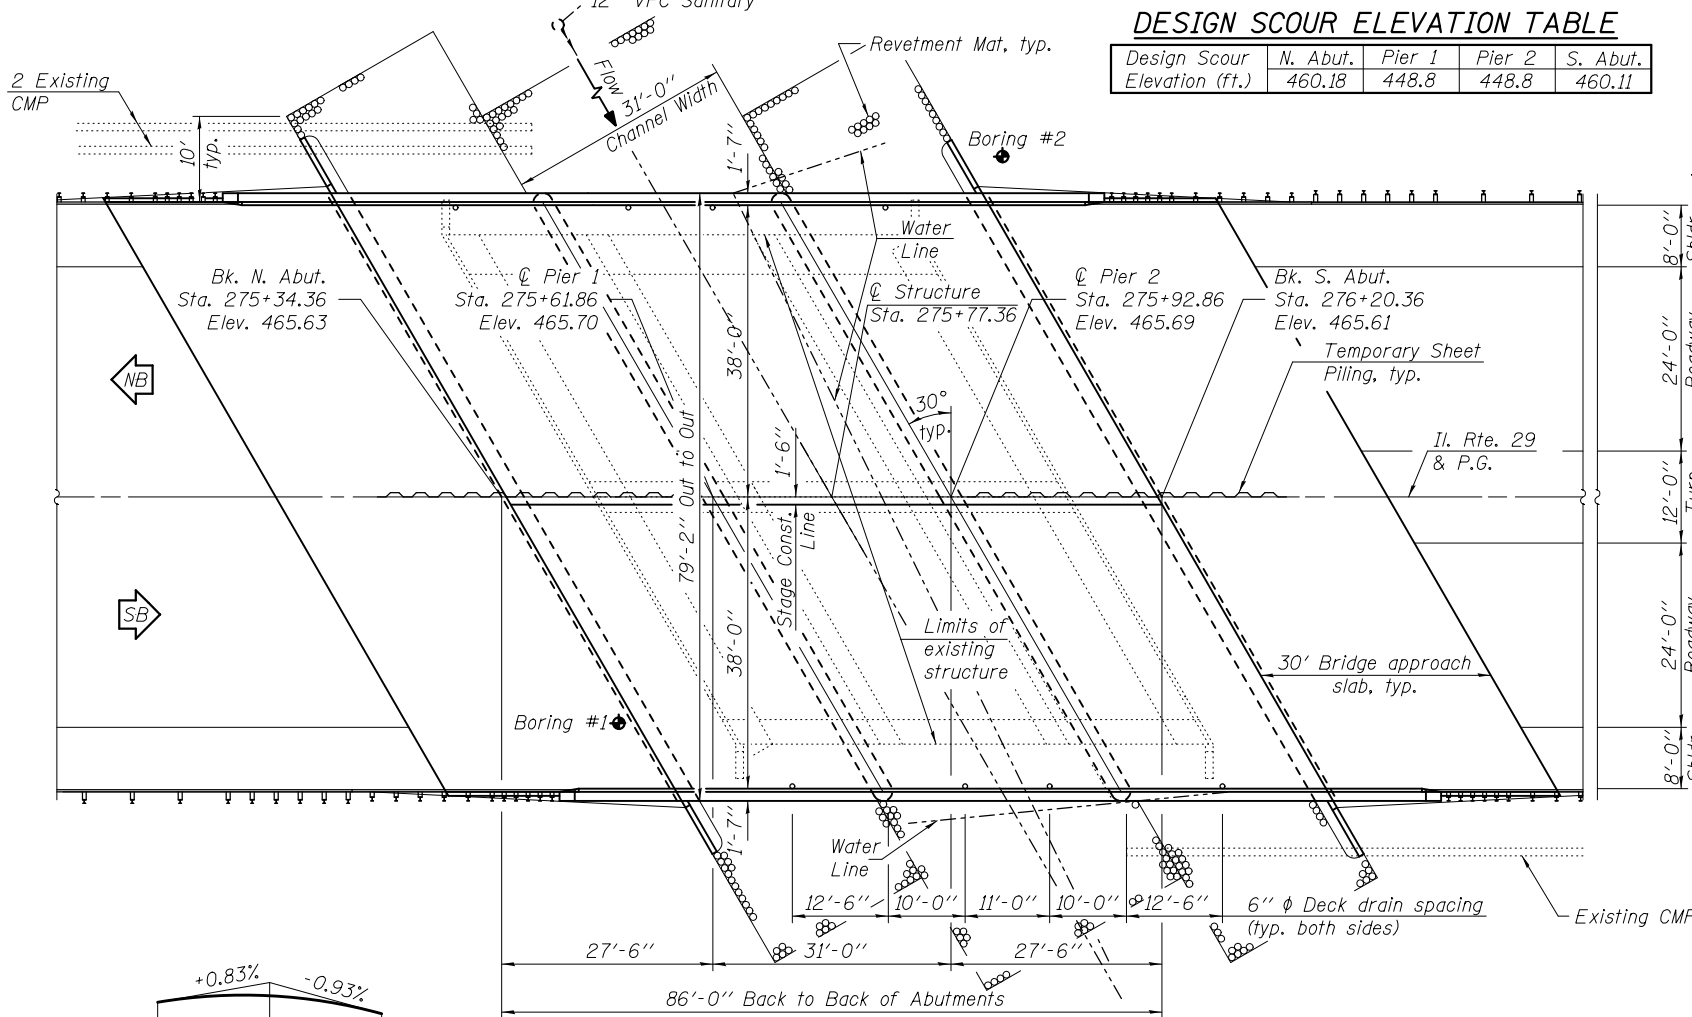 12" VPC Sanitary
DESIGN SCOUR ELEVATION TABLE
Design Scour Elevation (ft.) N. Abut. Pier 1 Pier 2 S. Abut.
460.18 448.8 448.8 460.11
2 Existing
CMP
Flow
31'-0"
Channel Width
Revetment Mat, typ.
10'
typ.
1'-7"
Boring #2
Water
Line
8'-0"
Bk. N. Abut.
Sta. 275+34.36
Elev. 465.63
℄ Pier 1
Sta. 275+61.86
Elev. 465.70
℄ Structure
Sta. 275+77.36
℄ Pier 2
Sta. 275+92.86
Elev. 465.69
Bk. S. Abut.
Sta. 276+20.36
Elev. 465.61
38'-0"
Temporary Sheet
Piling, typ.
24'-0"
NB
30°
typ.
1'-6"
Il. Rte. 29
& P.G.
12'-0"
79'-2" Out to Out
Stage Const.
Line
SB
38'-0"
Limits of
existing
structure
30' Bridge approach
slab, typ.
24'-0"
Boring #1
8'-0"
1'-7"
Water
Line
12'-6" 10'-0" 11'-0" 10'-0" 12'-6"
6" ϕ Deck drain spacing
(typ. both sides)
Existing CMP
27'-6" 31'-0" 27'-6"
86'-0" Back to Back of Abutments
+0.83% -0.93%